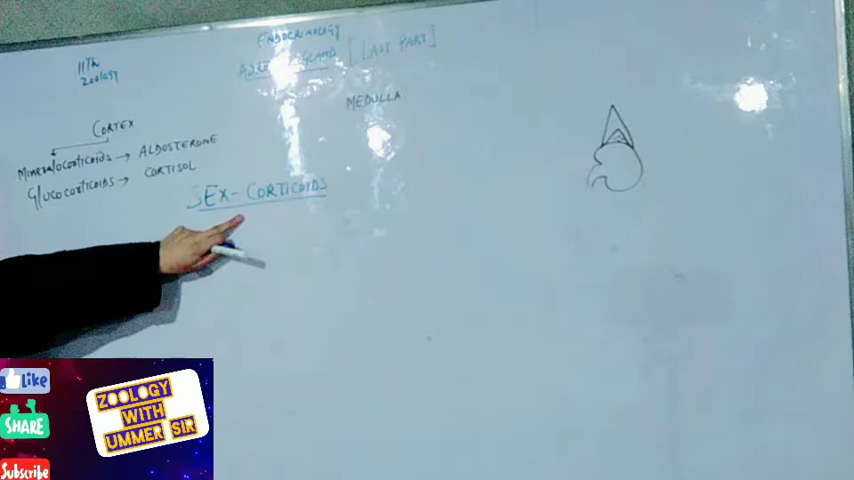 11th
Zoology
ENDOCRINOLOGY
ADRENAL GLAND [LAST PART]
MEDULLA
CORTEX
Mineralocorticoids → ALDOSTERONE
Glucocorticoids → CORTISOL
SEX-CORTICOIDS
Like
SHARE
Subscribe
ZOOLOGY
WITH
UMMER SIR